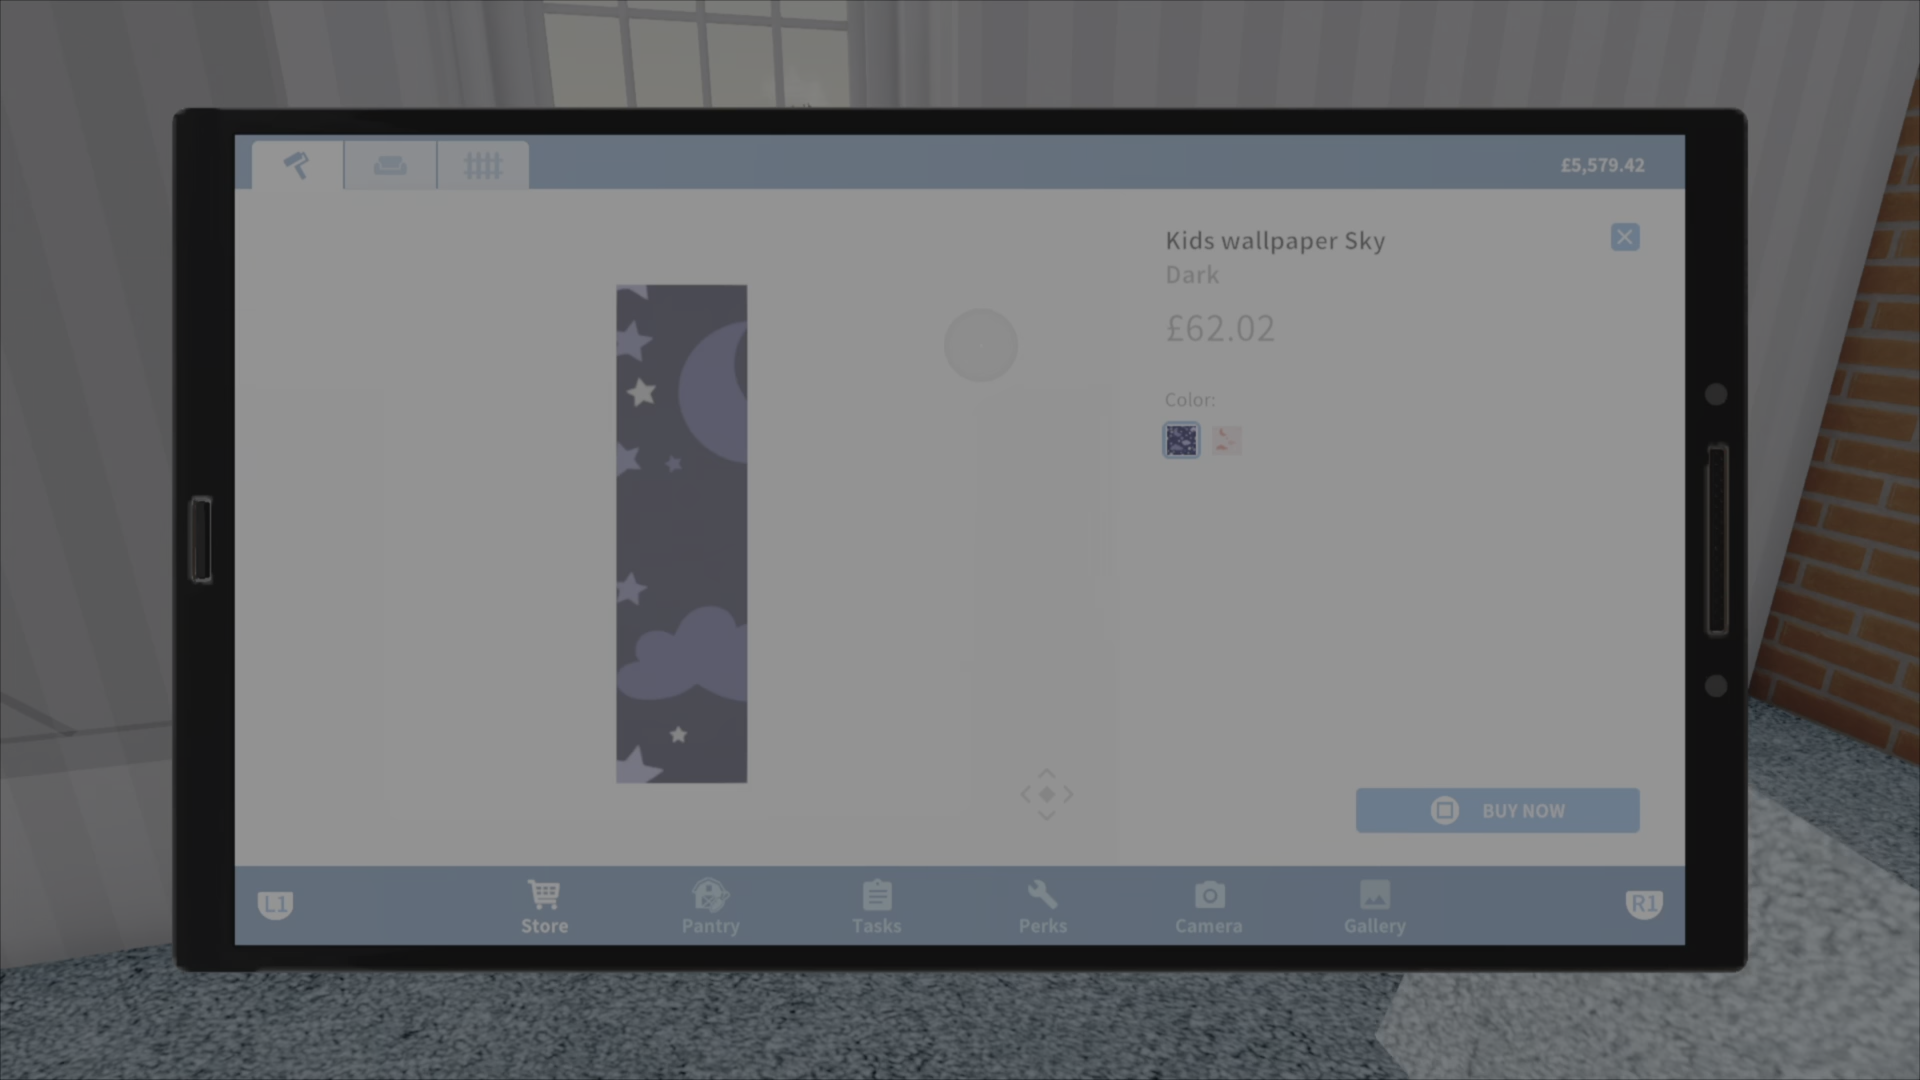 £5,579.42
Kids wallpaper Sky
Dark
£62.02
Color:
BUY NOW
L1
Store
Pantry
Tasks
Perks
Camera
Gallery
R1